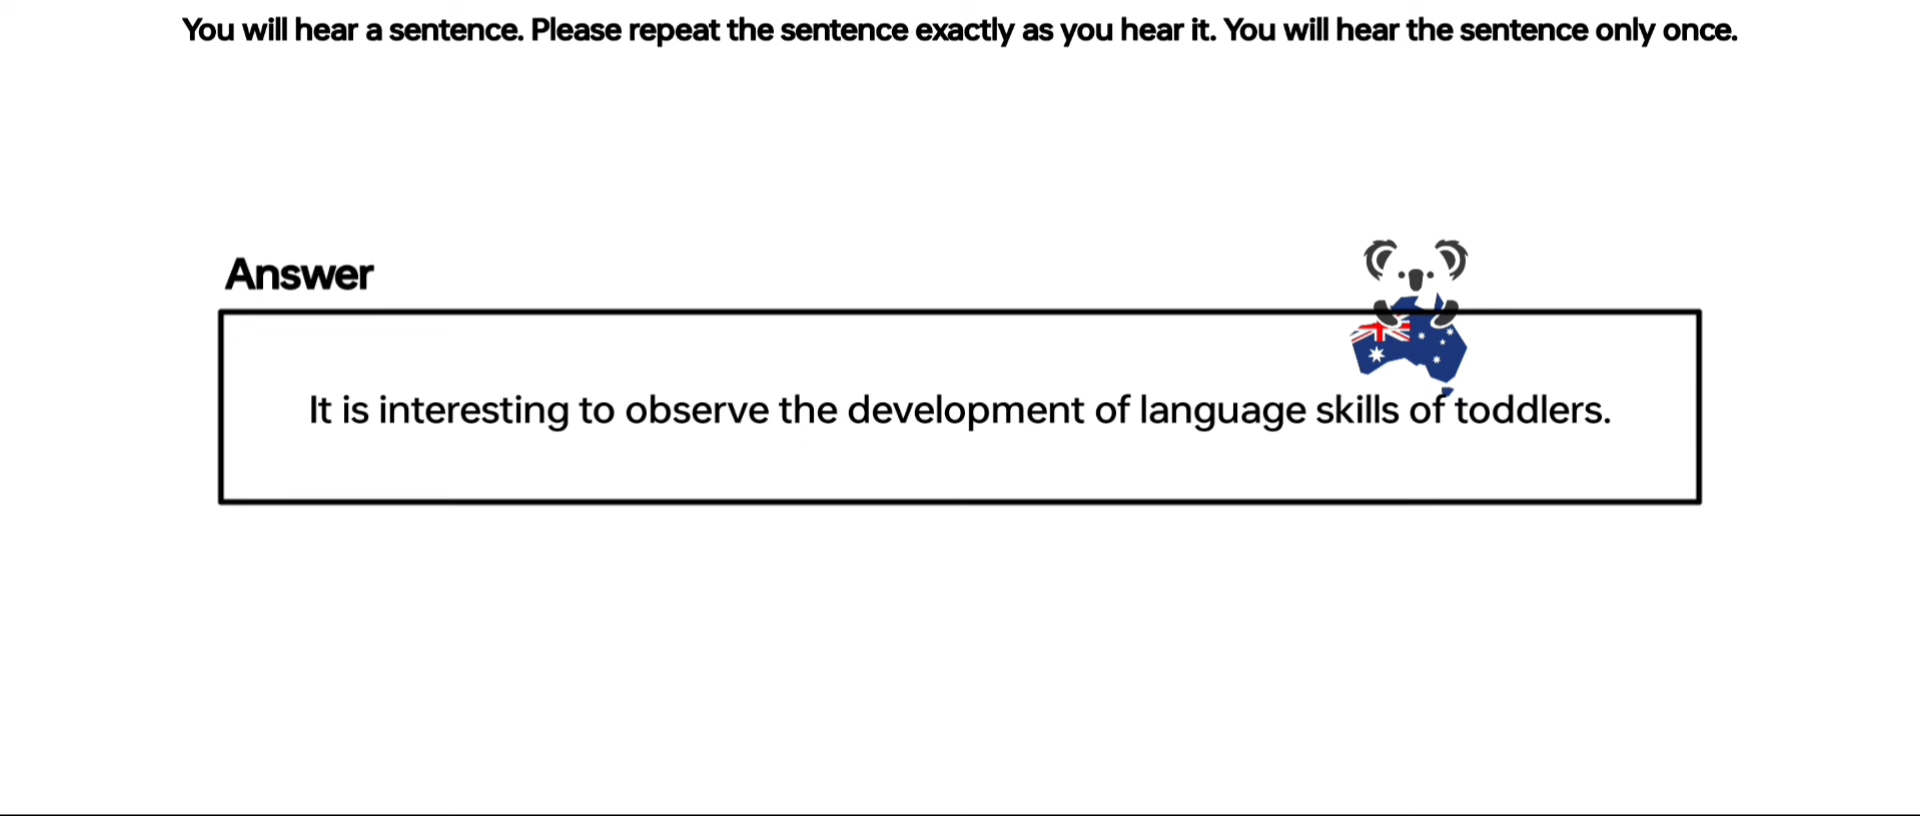 You will hear a sentence. Please repeat the sentence exactly as you hear it. You will hear the sentence only once.
Answer
It is interesting to observe the development of language skills of toddlers.